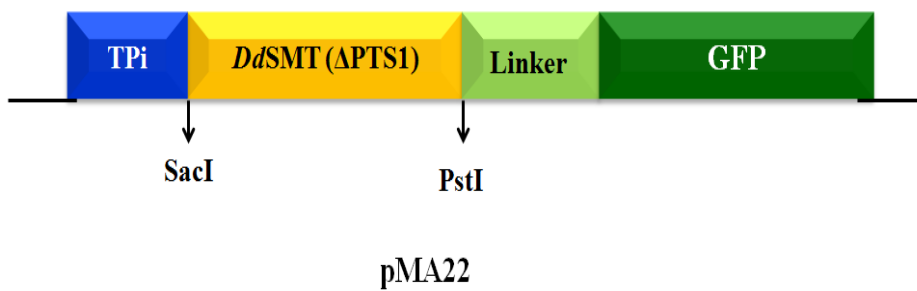 TPi DdSMT (ΔPTS1) Linker GFP
SacI PstI
pMA22